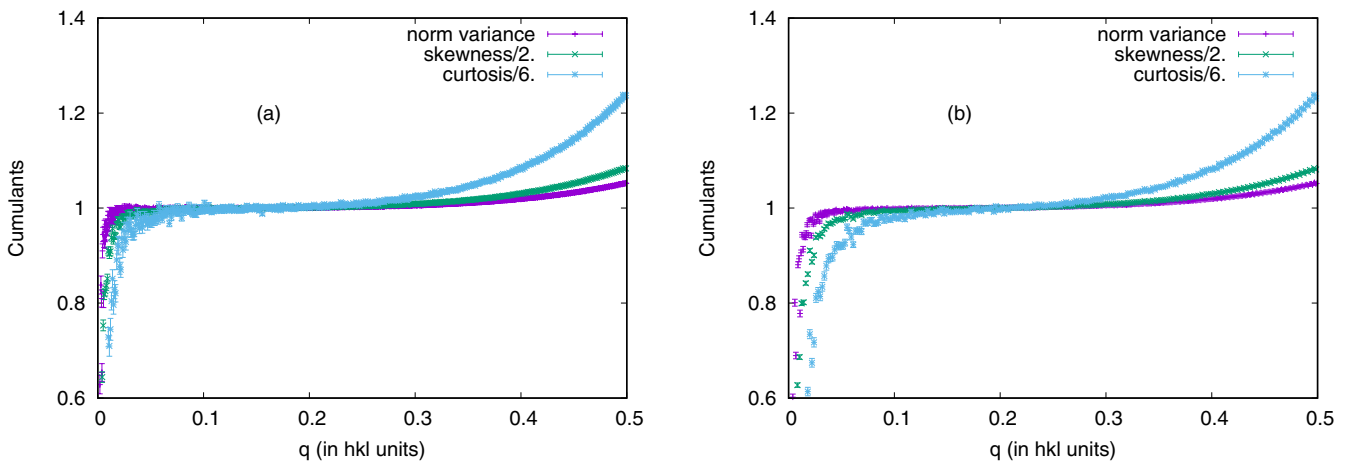 1.4
1.2
1
0.8
0.6
Cumulants
(a)
norm variance
skewness/2.
curtosis/6.
0 0.1 0.2 0.3 0.4 0.5
q (in hkl units)
1.4
1.2
1
0.8
0.6
Cumulants
(b)
norm variance
skewness/2.
curtosis/6.
0 0.1 0.2 0.3 0.4 0.5
q (in hkl units)